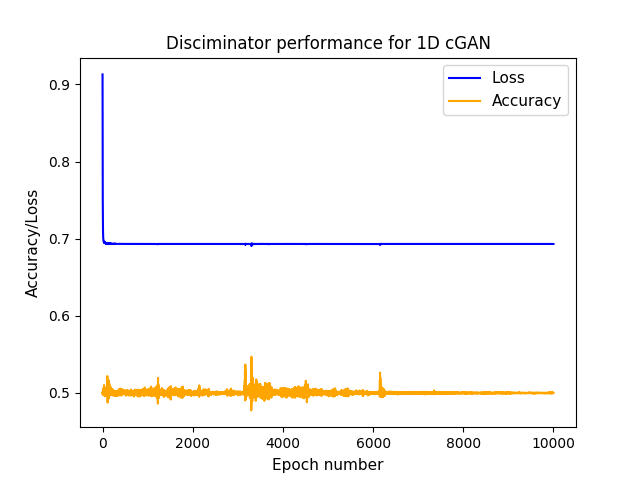 Disciminator performance for 1D cGAN
Loss
Accuracy
Accuracy/Loss
0.9
0.8
0.7
0.6
0.5
0
2000
4000
6000
8000
10000
Epoch number